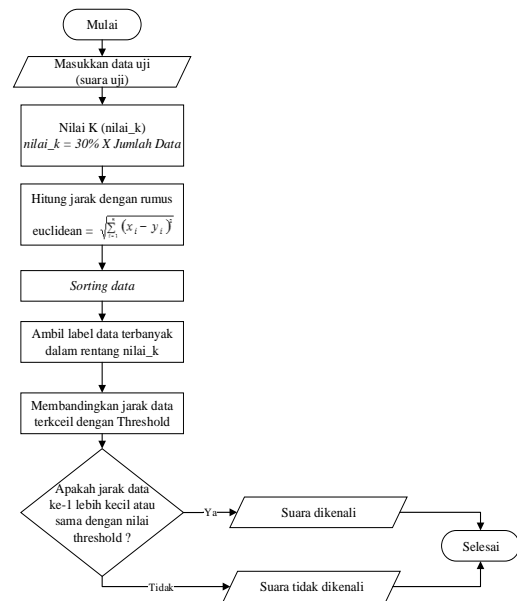 Mulai
Masukkan data uji
(suara uji)
Nilai K (nilai_k)
nilai_k = 30% X Jumlah Data
Hitung jarak dengan rumus
euclidean = √∑ⁿᵢ₌₁ (xᵢ − yᵢ)²
Sorting data
Ambil label data terbanyak
dalam rentang nilai_k
Membandingkan jarak data
terkceil dengan Threshold
Apakah jarak data
ke-1 lebih kecil atau
sama dengan nilai
threshold ?
Ya
Suara dikenali
Selesai
Tidak
Suara tidak dikenali